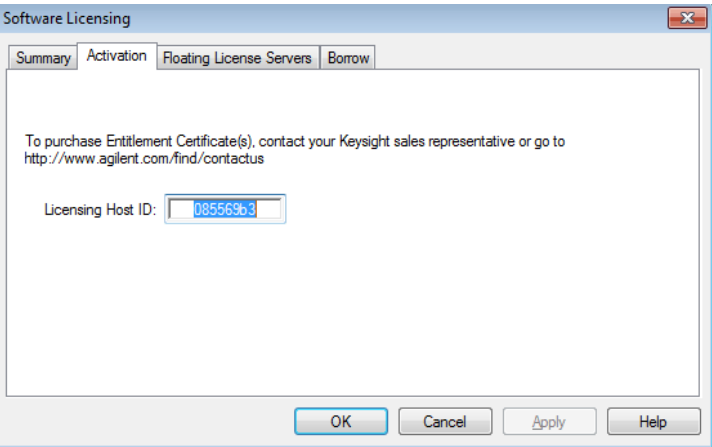 Software Licensing
Summary Activation Floating License Servers Borrow
To purchase Entitlement Certificate(s), contact your Keysight sales representative or go to
http://www.agilent.com/find/contactus
Licensing Host ID: 085569b3
OK Cancel Apply Help